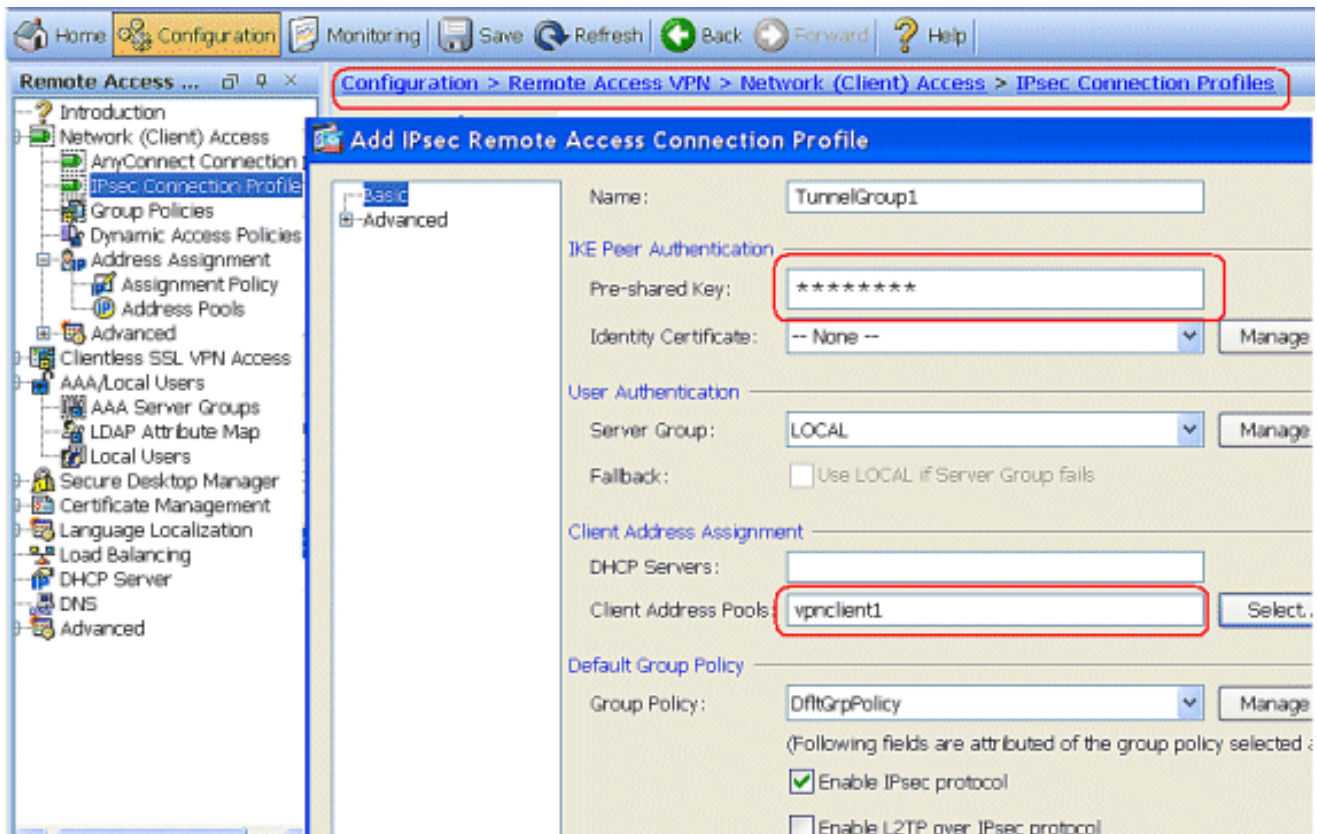 Home Configuration Monitoring Save Refresh Back Forward Help
Remote Access ...
Configuration > Remote Access VPN > Network (Client) Access > IPsec Connection Profiles
Introduction
Network (Client) Access
AnyConnect Connection
IPsec Connection Profile
Group Policies
Dynamic Access Policies
Address Assignment
Assignment Policy
Address Pools
Advanced
Clientless SSL VPN Access
AAA/Local Users
AAA Server Groups
LDAP Attribute Map
Local Users
Secure Desktop Manager
Certificate Management
Language Localization
Load Balancing
DHCP Server
DNS
Advanced
Add IPsec Remote Access Connection Profile
Basic
Advanced
Name: TunnelGroup1
IKE Peer Authentication
Pre-shared Key: ********
Identity Certificate: -- None -- Manage
User Authentication
Server Group: LOCAL Manage
Fallback: Use LOCAL if Server Group fails
Client Address Assignment
DHCP Servers:
Client Address Pools: vpnclient1 Select.
Default Group Policy
Group Policy: DfltGrpPolicy Manage
(Following fields are attributed of the group policy selected
Enable IPsec protocol
Enable L2TP over IPsec protocol